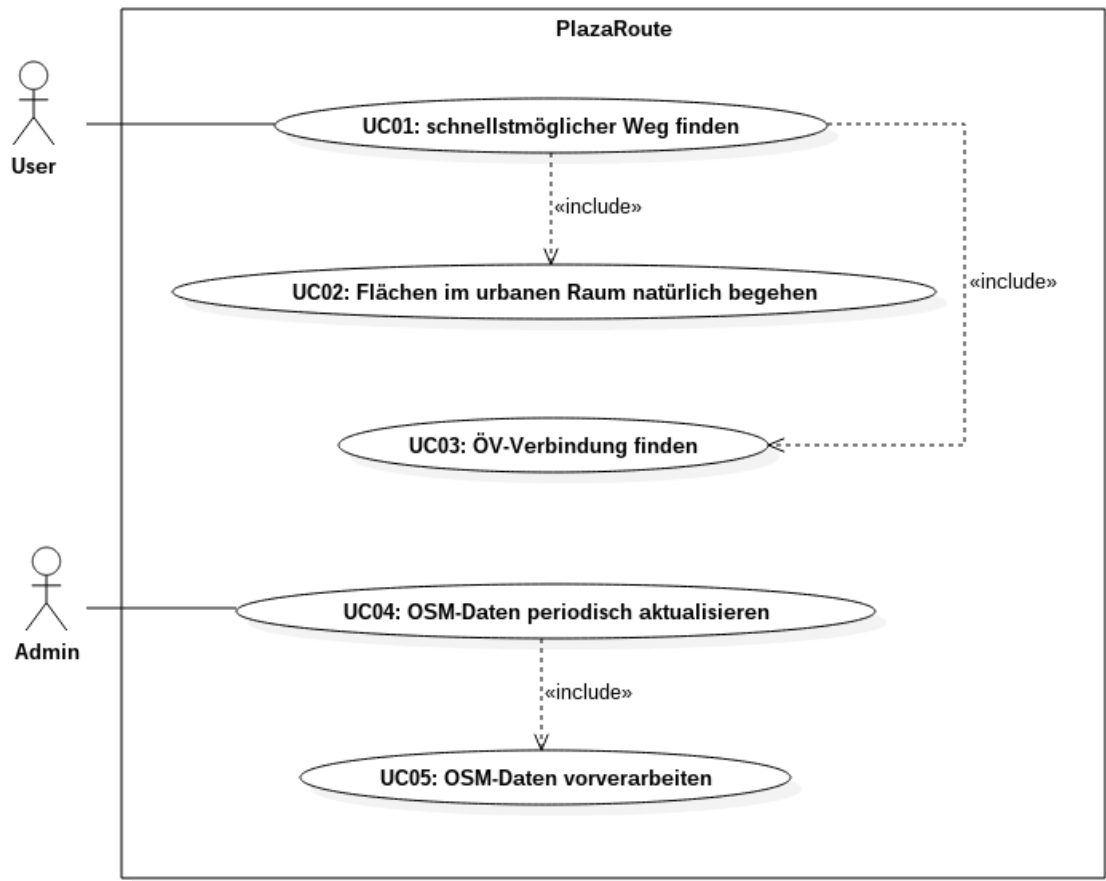 PlazaRoute
UC01: schnellstmöglicher Weg finden
User
«include»
UC02: Flächen im urbanen Raum natürlich begehen
«include»
UC03: ÖV-Verbindung finden
UC04: OSM-Daten periodisch aktualisieren
Admin
«include»
UC05: OSM-Daten vorverarbeiten